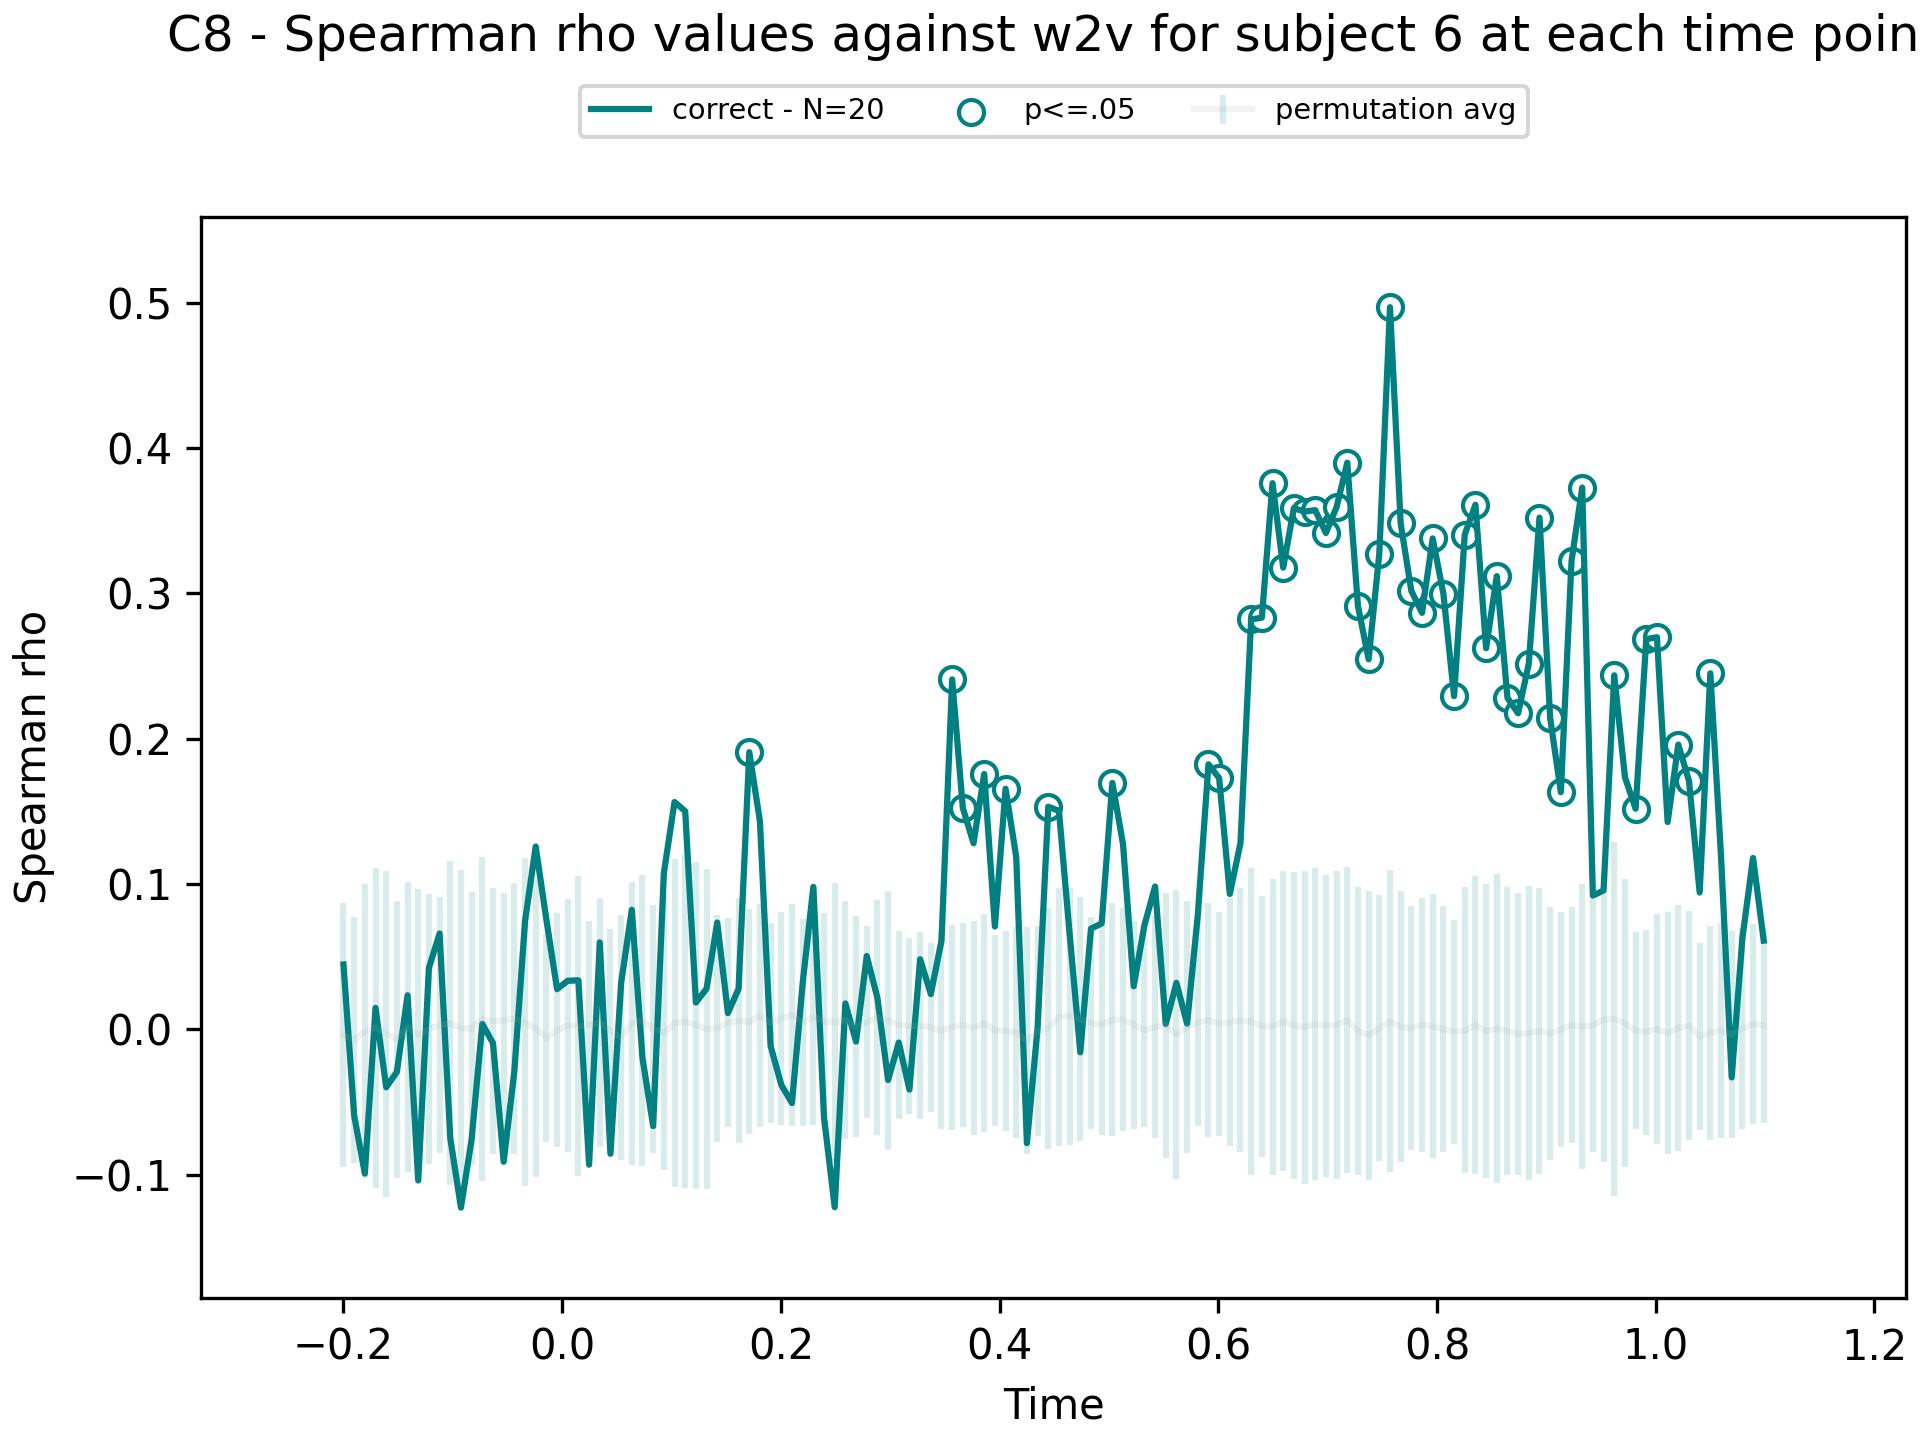 C8 - Spearman rho values against w2v for subject 6 at each time poin
correct - N=20
p<=.05
permutation avg
0.5
0.4
0.3
0.2
0.1
0.0
−0.1
Spearman rho
−0.2
0.0
0.2
0.4
0.6
0.8
1.0
1.2
Time